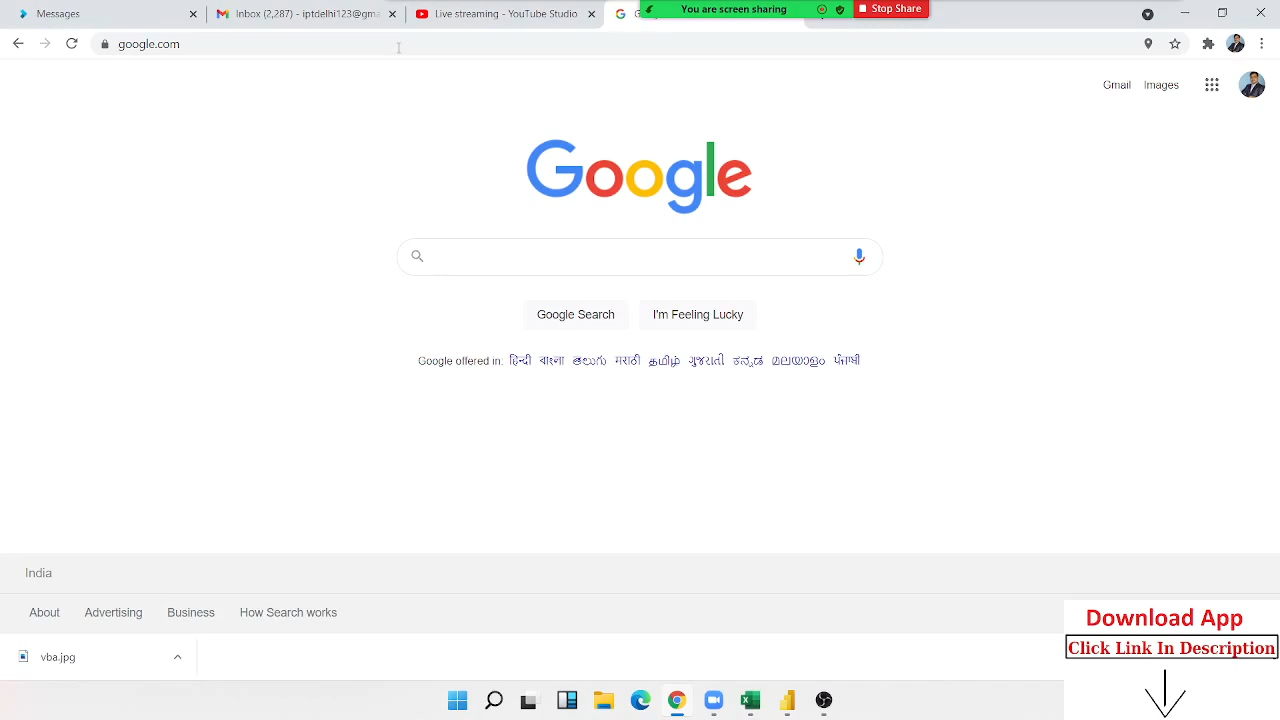 Messages
Inbox (2,287) - iptdelhi123@gma
Live streaming - YouTube Studio
You are screen sharing
Stop Share
google.com
Gmail Images
Google
Google Search
I'm Feeling Lucky
Google offered in: हिन्दी বাংলা తెలుగు मराठी தமிழ் ગુજરાતી ಕನ್ನಡ മലയാളം ਪੰਜਾਬੀ
India
About Advertising Business How Search works
vba.jpg
Download App
Click Link In Description